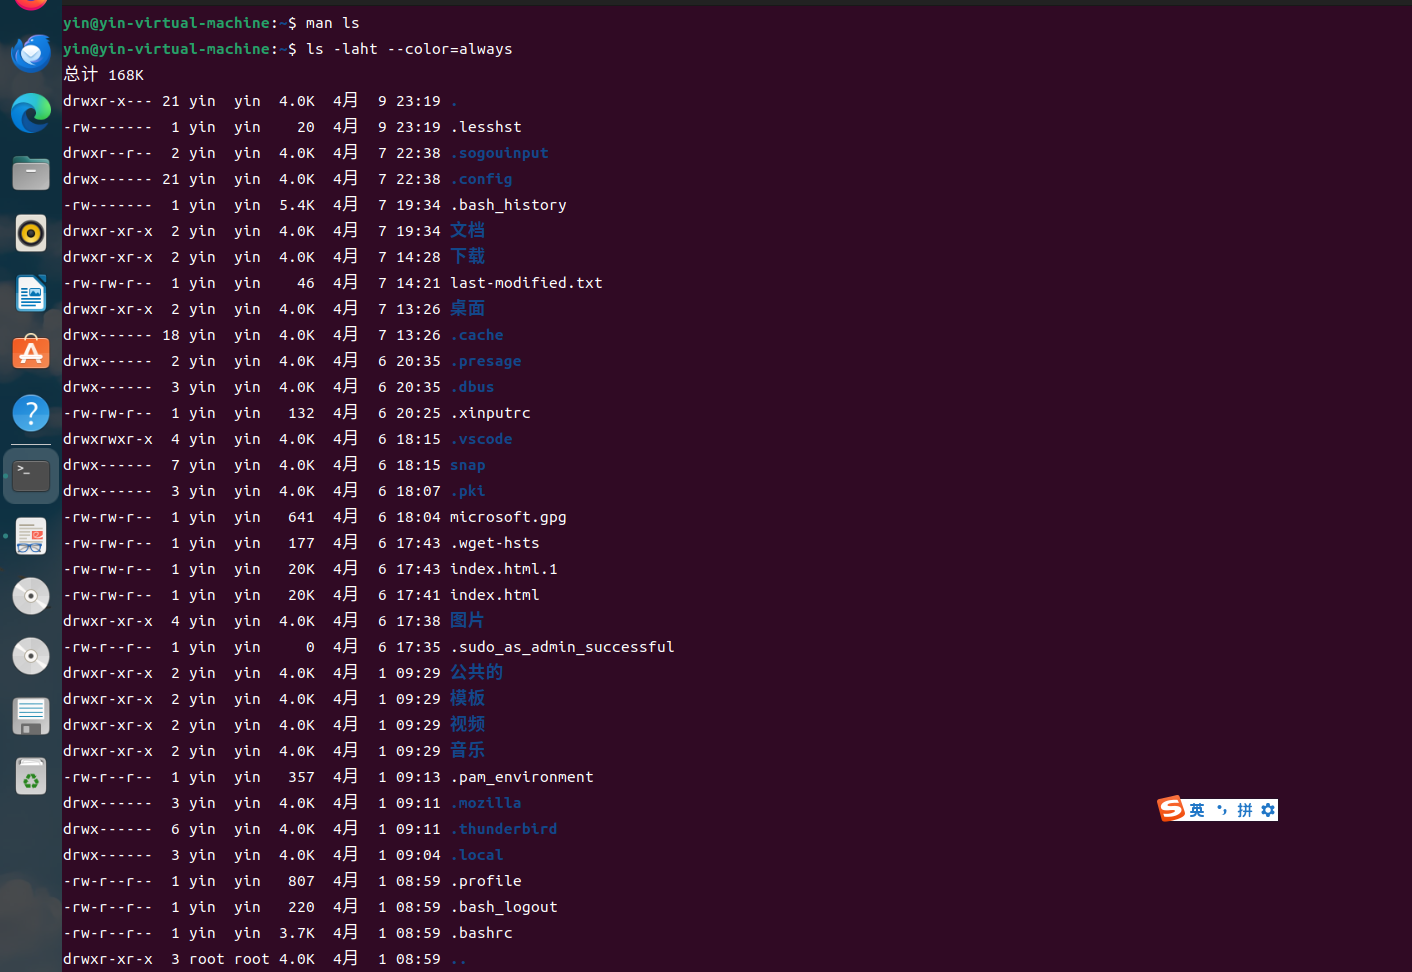 yin@yin-virtual-machine:~$ man ls
yin@yin-virtual-machine:~$ ls -laht --color=always
总计 168K
drwxr-x--- 21 yin  yin  4.0K  4月  9 23:19 .
-rw-------  1 yin  yin    20  4月  9 23:19 .lesshst
drwxr--r--  2 yin  yin  4.0K  4月  7 22:38 .sogouinput
drwx------ 21 yin  yin  4.0K  4月  7 22:38 .config
-rw-------  1 yin  yin  5.4K  4月  7 19:34 .bash_history
drwxr-xr-x  2 yin  yin  4.0K  4月  7 19:34 文档
drwxr-xr-x  2 yin  yin  4.0K  4月  7 14:28 下载
-rw-rw-r--  1 yin  yin    46  4月  7 14:21 last-modified.txt
drwxr-xr-x  2 yin  yin  4.0K  4月  7 13:26 桌面
drwx------ 18 yin  yin  4.0K  4月  7 13:26 .cache
drwx------  2 yin  yin  4.0K  4月  6 20:35 .presage
drwx------  3 yin  yin  4.0K  4月  6 20:35 .dbus
-rw-rw-r--  1 yin  yin   132  4月  6 20:25 .xinputrc
drwxrwxr-x  4 yin  yin  4.0K  4月  6 18:15 .vscode
drwx------  7 yin  yin  4.0K  4月  6 18:15 snap
drwx------  3 yin  yin  4.0K  4月  6 18:07 .pki
-rw-rw-r--  1 yin  yin   641  4月  6 18:04 microsoft.gpg
-rw-rw-r--  1 yin  yin   177  4月  6 17:43 .wget-hsts
-rw-rw-r--  1 yin  yin   20K  4月  6 17:43 index.html.1
-rw-rw-r--  1 yin  yin   20K  4月  6 17:41 index.html
drwxr-xr-x  4 yin  yin  4.0K  4月  6 17:38 图片
-rw-r--r--  1 yin  yin     0  4月  6 17:35 .sudo_as_admin_successful
drwxr-xr-x  2 yin  yin  4.0K  4月  1 09:29 公共的
drwxr-xr-x  2 yin  yin  4.0K  4月  1 09:29 模板
drwxr-xr-x  2 yin  yin  4.0K  4月  1 09:29 视频
drwxr-xr-x  2 yin  yin  4.0K  4月  1 09:29 音乐
-rw-r--r--  1 yin  yin   357  4月  1 09:13 .pam_environment
drwx------  3 yin  yin  4.0K  4月  1 09:11 .mozilla
drwx------  6 yin  yin  4.0K  4月  1 09:11 .thunderbird
drwx------  3 yin  yin  4.0K  4月  1 09:04 .local
-rw-r--r--  1 yin  yin   807  4月  1 08:59 .profile
-rw-r--r--  1 yin  yin   220  4月  1 08:59 .bash_logout
-rw-r--r--  1 yin  yin  3.7K  4月  1 08:59 .bashrc
drwxr-xr-x  3 root root 4.0K  4月  1 08:59 ..
英 拼